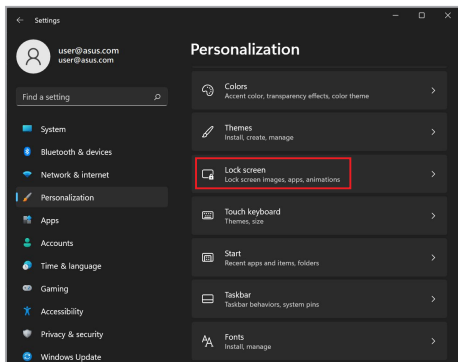 Settings
user@asus.com
user@asus.com
Find a setting
System
Bluetooth & devices
Network & internet
Personalization
Apps
Accounts
Time & language
Gaming
Accessibility
Privacy & security
Windows Update
Personalization
Colors
Accent color, transparency effects, color theme
Themes
Install, create, manage
Lock screen
Lock screen images, apps, animations
Touch keyboard
Themes, size
Start
Recent apps and items, folders
Taskbar
Taskbar behaviors, system pins
Fonts
Install, manage